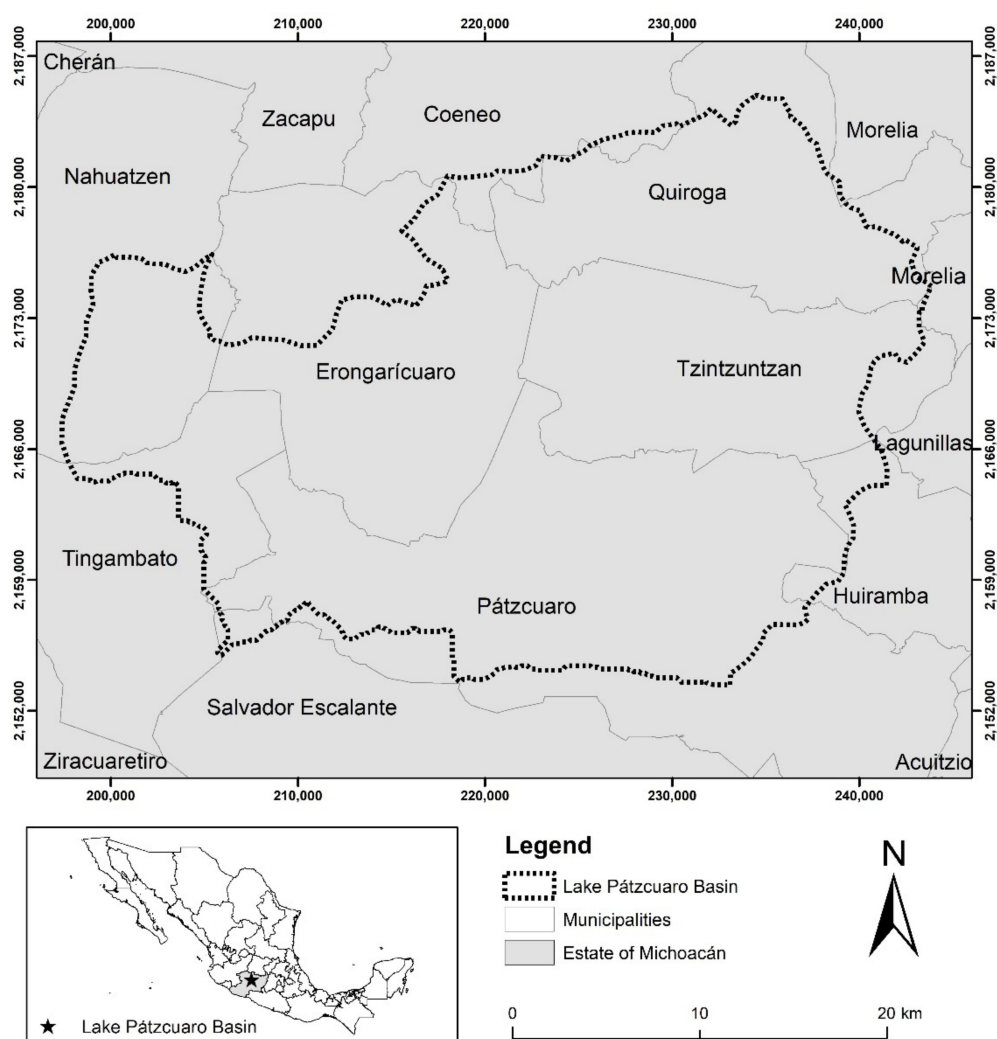 200,000 210,000 220,000 230,000 240,000
2,187,000 2,187,000
Cherán
Zacapu
Coeneo
Morelia
2,180,000 2,180,000
Nahuatzen
Quiroga
Morelia
2,173,000 2,173,000
Erongarícuaro
Tzintzuntzan
2,166,000 2,166,000
Lagunillas
Tingambato
2,159,000 2,159,000
Pátzcuaro
Huiramba
2,152,000 2,152,000
Salvador Escalante
Ziracuaretiro
Acuitzio
200,000 210,000 220,000 230,000 240,000
Lake Pátzcuaro Basin
Legend
Lake Pátzcuaro Basin
Municipalities
Estate of Michoacán
N
0 10 20 km